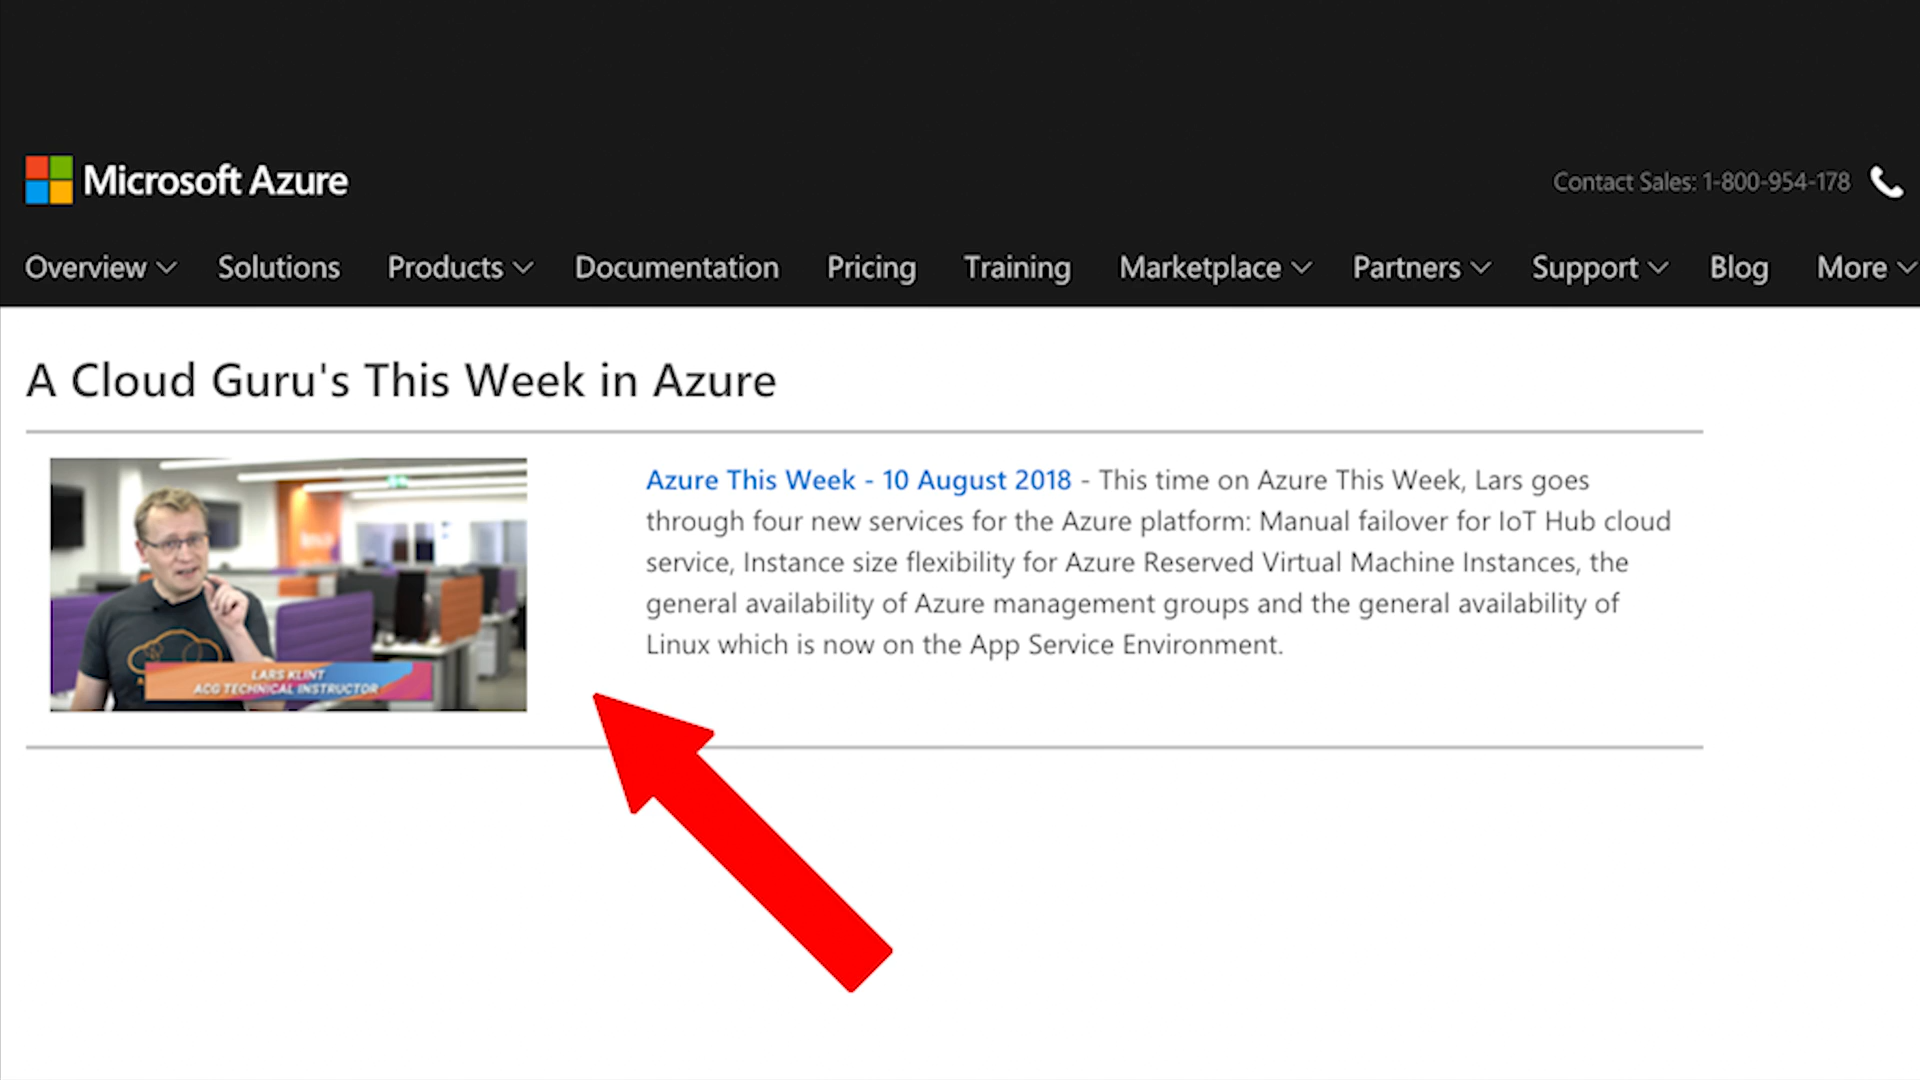 Microsoft Azure
Contact Sales: 1-800-954-178
Overview Solutions Products Documentation Pricing Training Marketplace Partners Support Blog More
A Cloud Guru's This Week in Azure
Azure This Week - 10 August 2018 - This time on Azure This Week, Lars goes
through four new services for the Azure platform: Manual failover for IoT Hub cloud
service, Instance size flexibility for Azure Reserved Virtual Machine Instances, the
general availability of Azure management groups and the general availability of
Linux which is now on the App Service Environment.
LARS KLINT
ACG TECHNICAL INSTRUCTOR